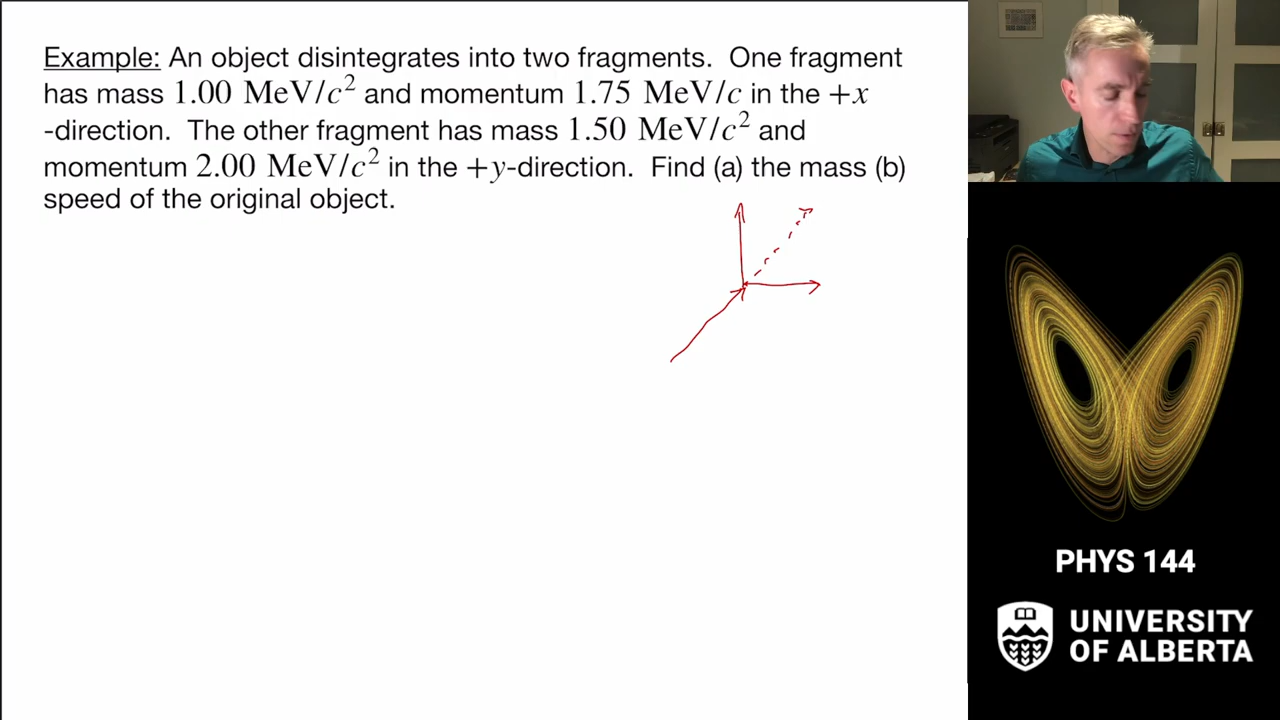 Example: An object disintegrates into two fragments. One fragment
has mass 1.00 MeV/c² and momentum 1.75 MeV/c in the +x
-direction. The other fragment has mass 1.50 MeV/c² and
momentum 2.00 MeV/c² in the +y-direction. Find (a) the mass (b)
speed of the original object.
PHYS 144
UNIVERSITY
OF ALBERTA